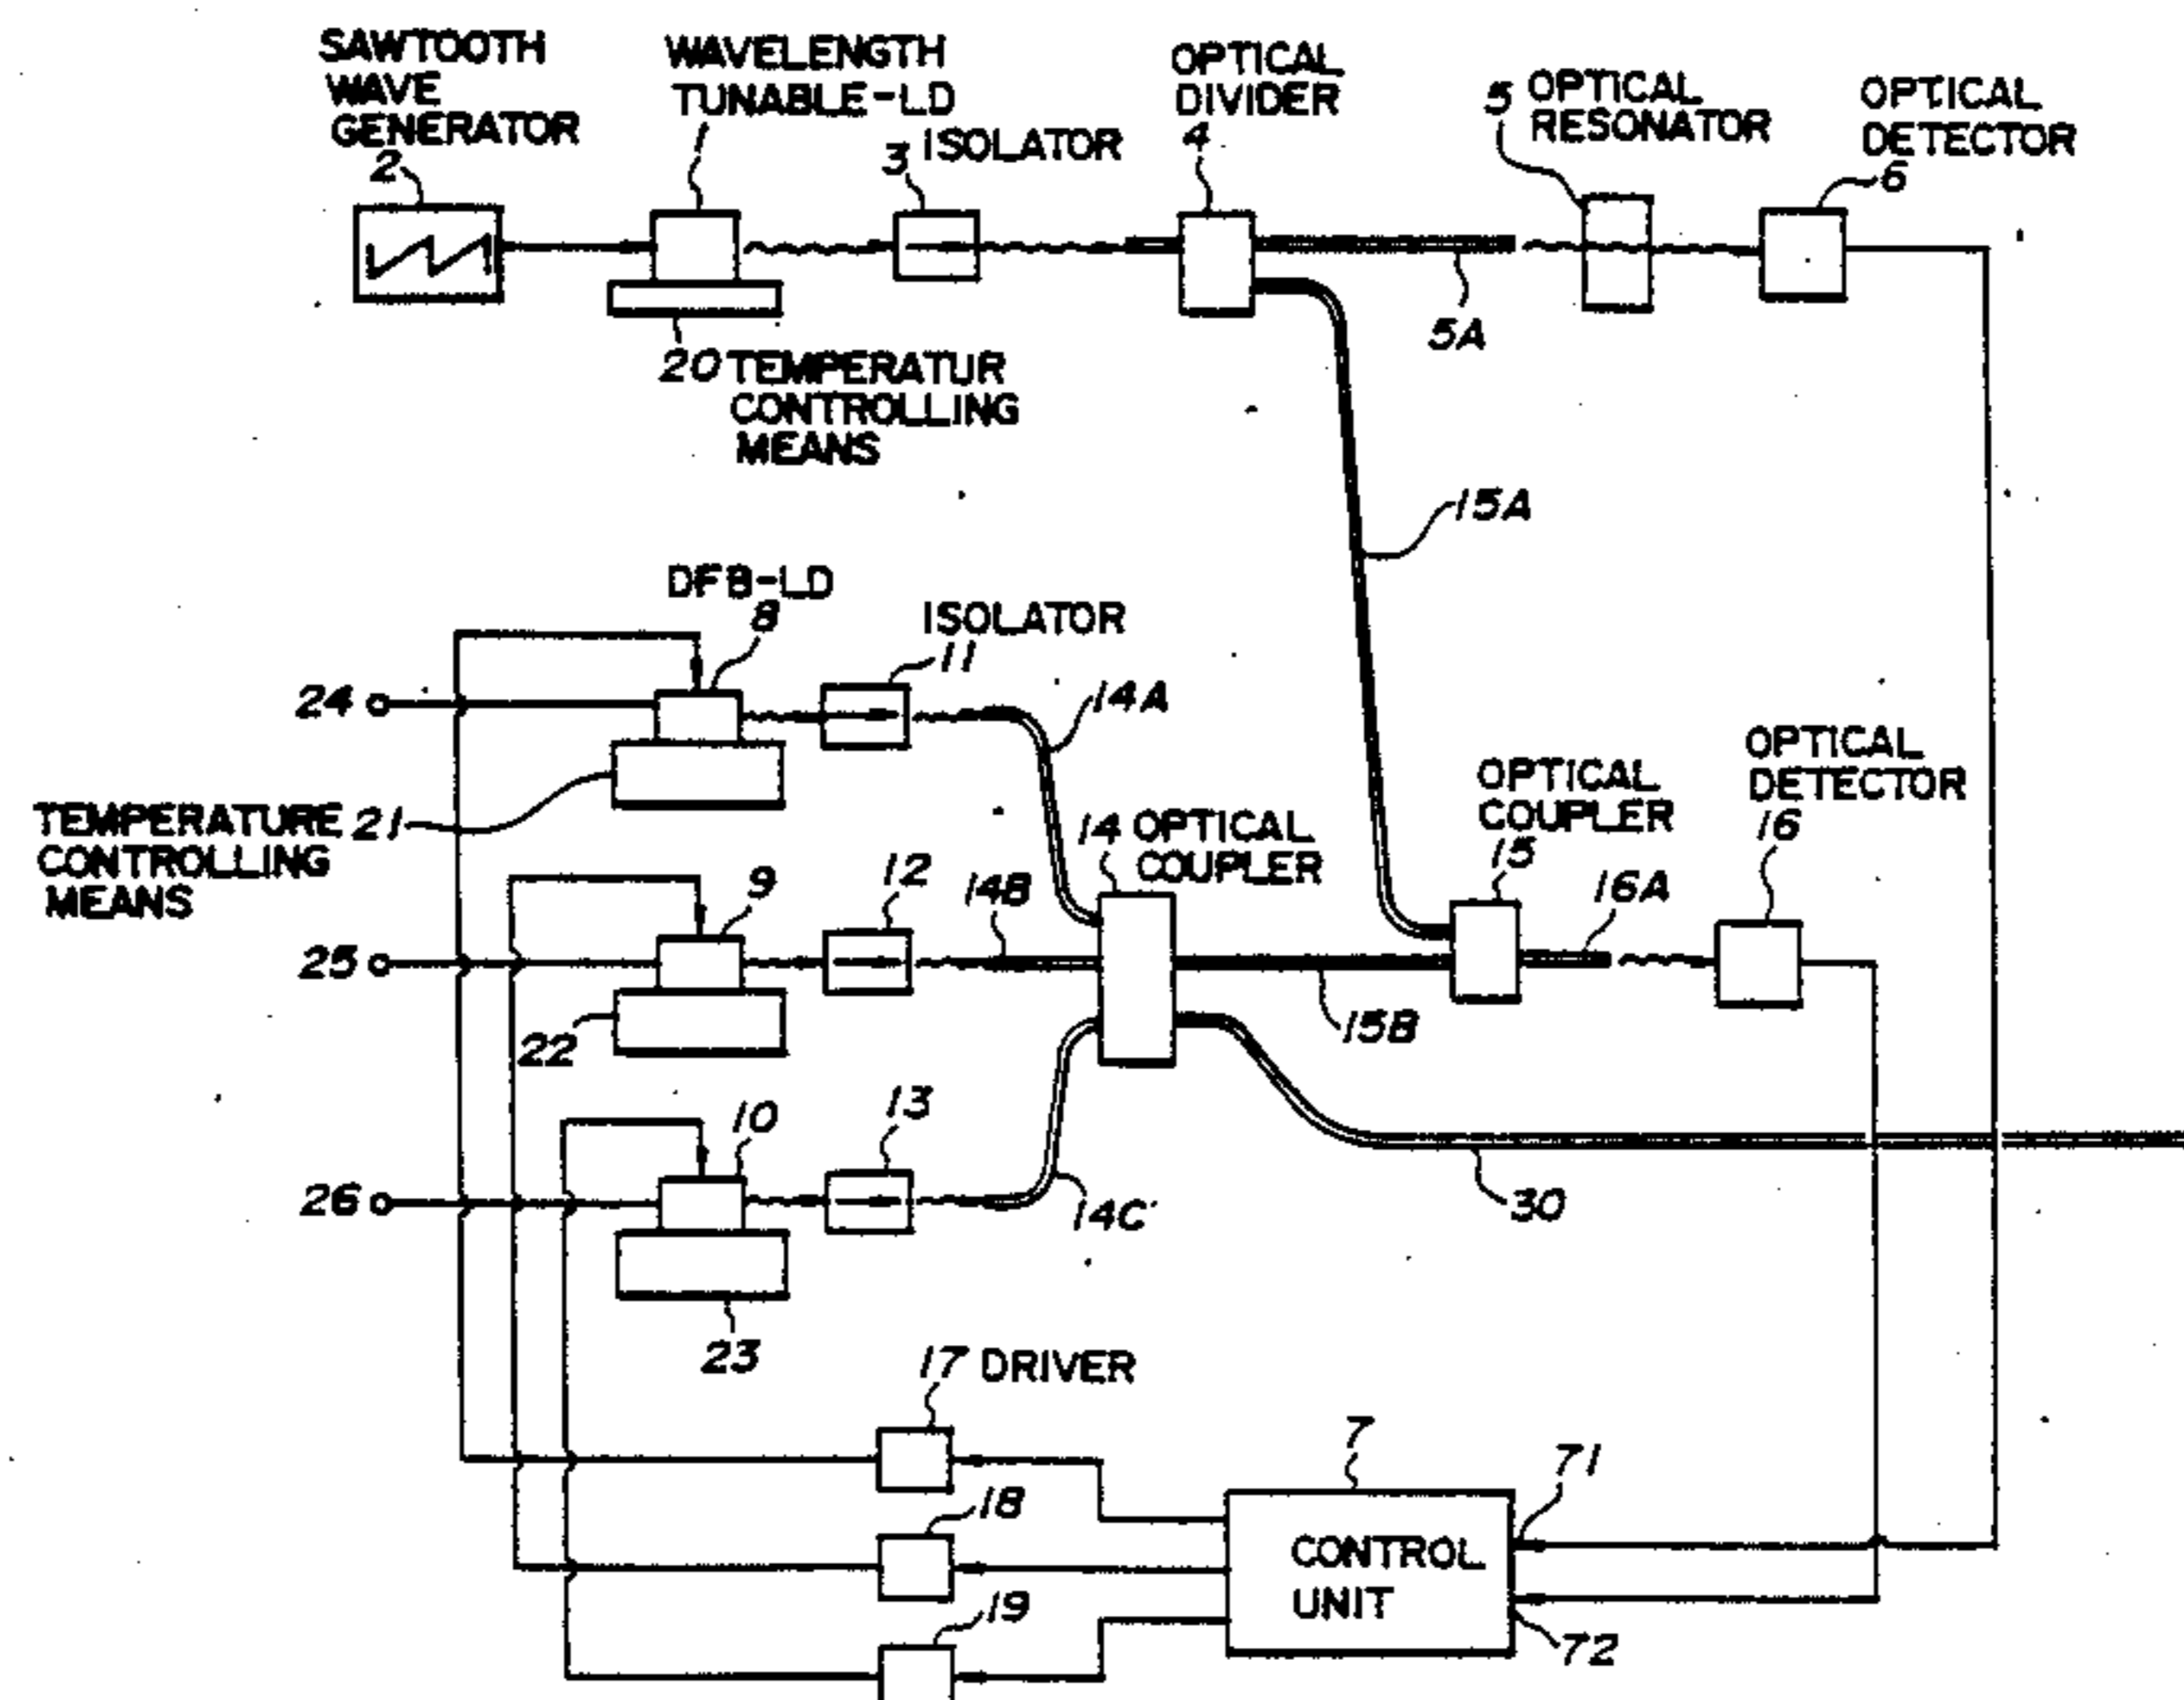 SAWTOOTH
WAVE
GENERATOR
2
WAVELENGTH
TUNABLE-LD
1
3 ISOLATOR
OPTICAL
DIVIDER
4
5 OPTICAL
RESONATOR
OPTICAL
DETECTOR
6
5A
20 TEMPERATUR
CONTROLLING
MEANS
15A
DFB-LD
8
ISOLATOR
11
24
14A
TEMPERATURE 21
CONTROLLING
MEANS
OPTICAL
COUPLER
15
OPTICAL
DETECTOR
16
14 OPTICAL
COUPLER
9
12
14B
16A
25
22
15B
10
13
26
14C
30
23
17 DRIVER
7
71
18
CONTROL
UNIT
19
72